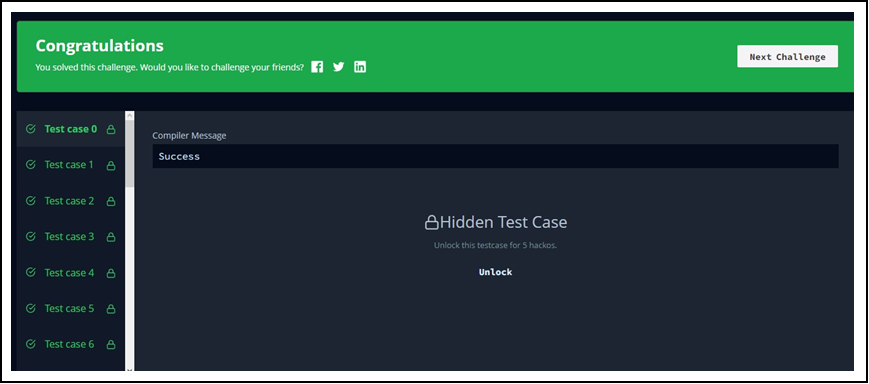 Congratulations
You solved this challenge. Would you like to challenge your friends?
Next Challenge
Test case 0
Test case 1
Test case 2
Test case 3
Test case 4
Test case 5
Test case 6
Compiler Message
Success
Hidden Test Case
Unlock this testcase for 5 hackos.
Unlock